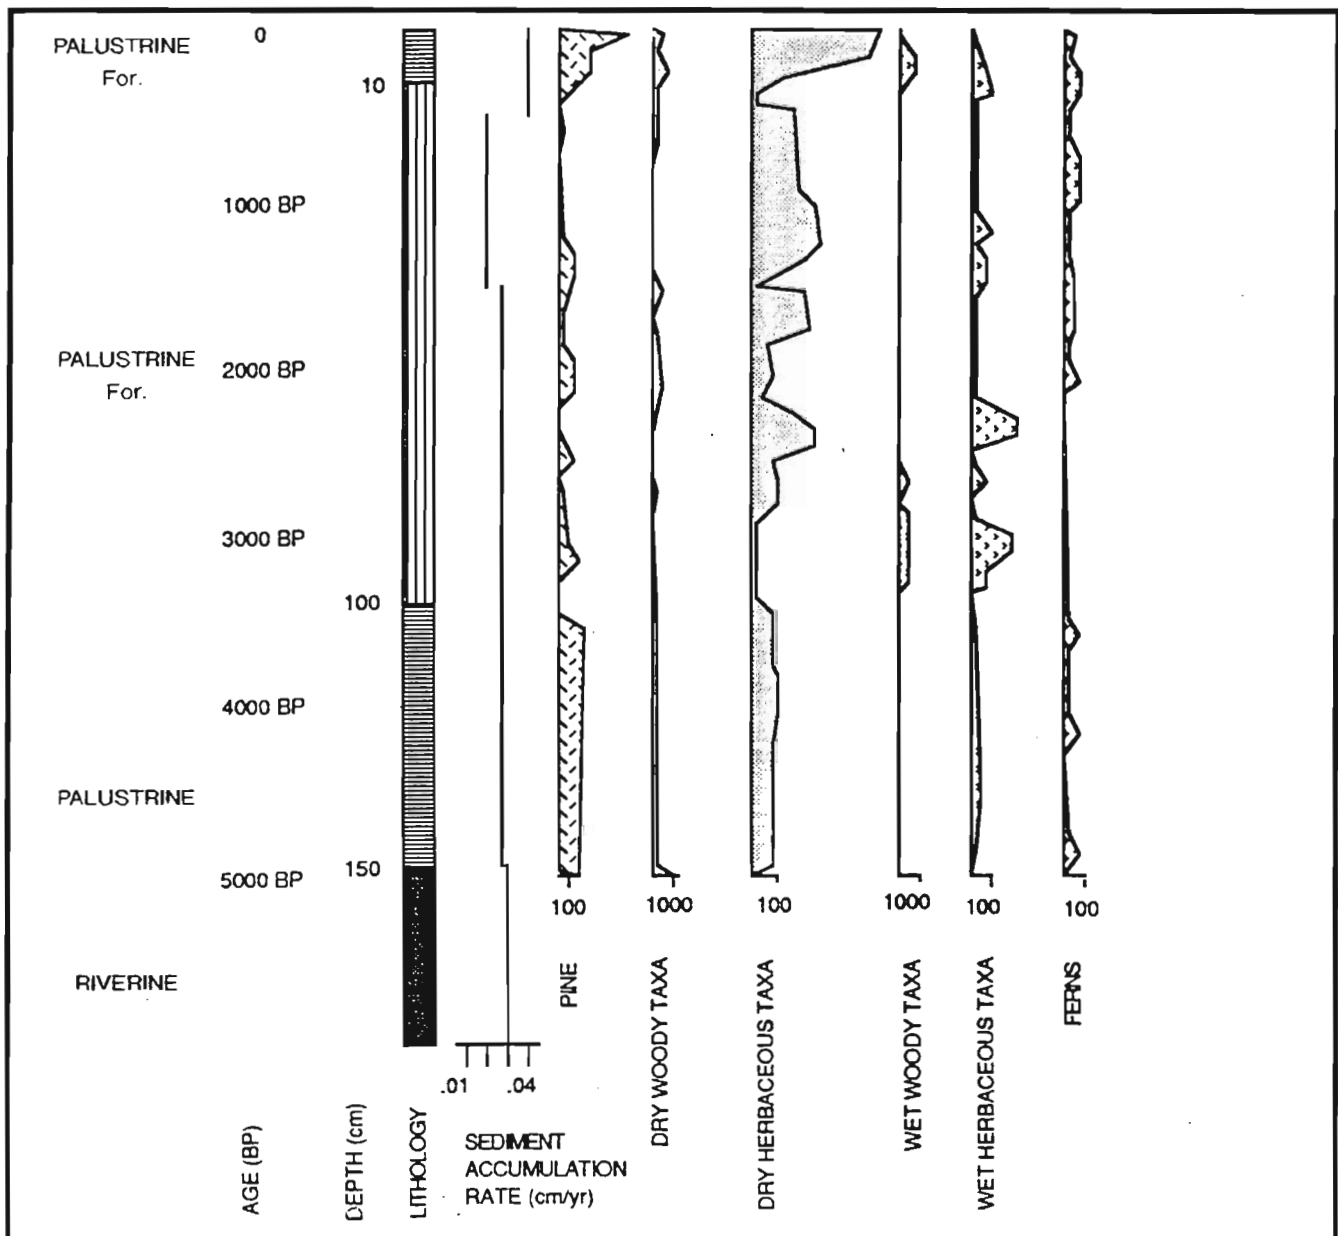 PALUSTRINE
For.
0
10
1000 BP
PALUSTRINE
For.
2000 BP
3000 BP
100
4000 BP
PALUSTRINE
150
5000 BP
100
1000
100
1000
100
100
RIVERINE
.01
.04
AGE (BP)
DEPTH (cm)
LITHOLOGY
SEDIMENT
ACCUMULATION
RATE (cm/yr)
PINE
DRY WOODY TAXA
DRY HERBACEOUS TAXA
WET WOODY TAXA
WET HERBACEOUS TAXA
FERNS